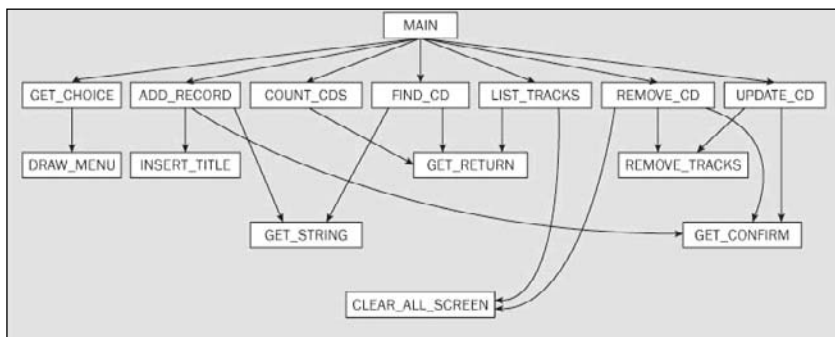 MAIN
GET_CHOICE
ADD_RECORD
COUNT_CDS
FIND_CD
LIST_TRACKS
REMOVE_CD
UPDATE_CD
DRAW_MENU
INSERT_TITLE
GET_RETURN
REMOVE_TRACKS
GET_STRING
GET_CONFIRM
CLEAR_ALL_SCREEN